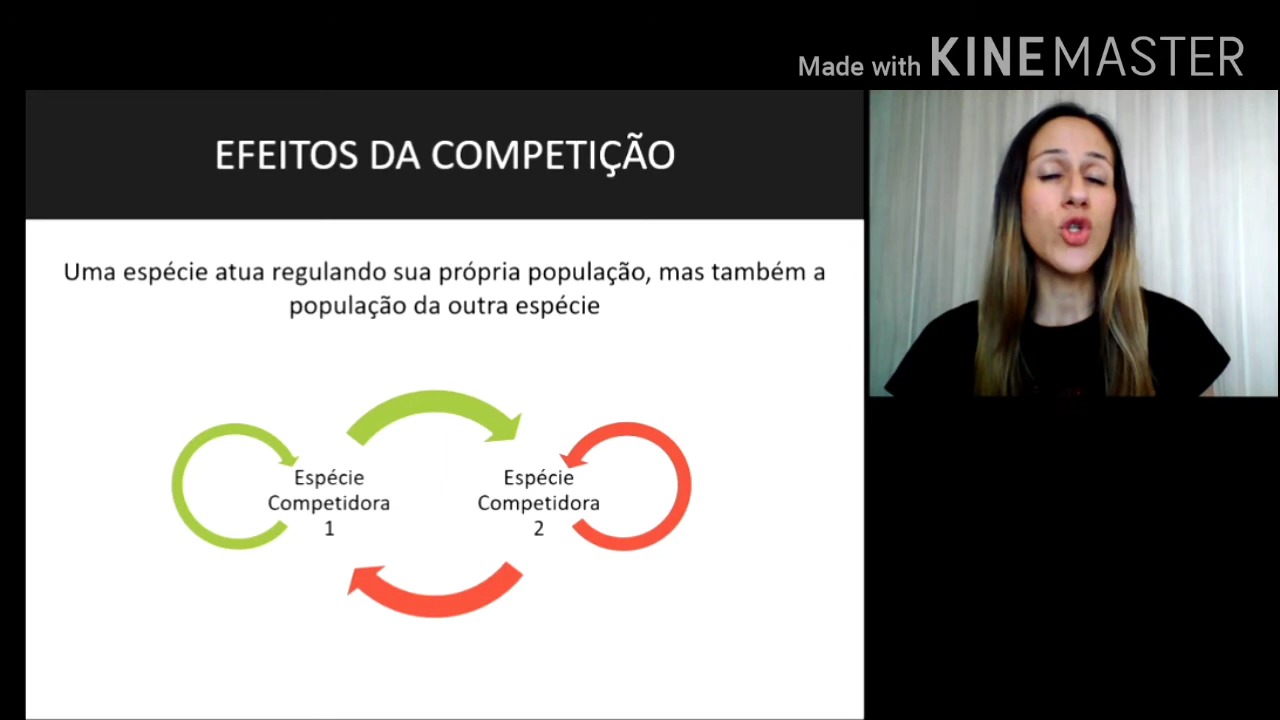 Made with KINEMASTER
EFEITOS DA COMPETIÇÃO
Uma espécie atua regulando sua própria população, mas também a
população da outra espécie
Espécie
Competidora
1
Espécie
Competidora
2